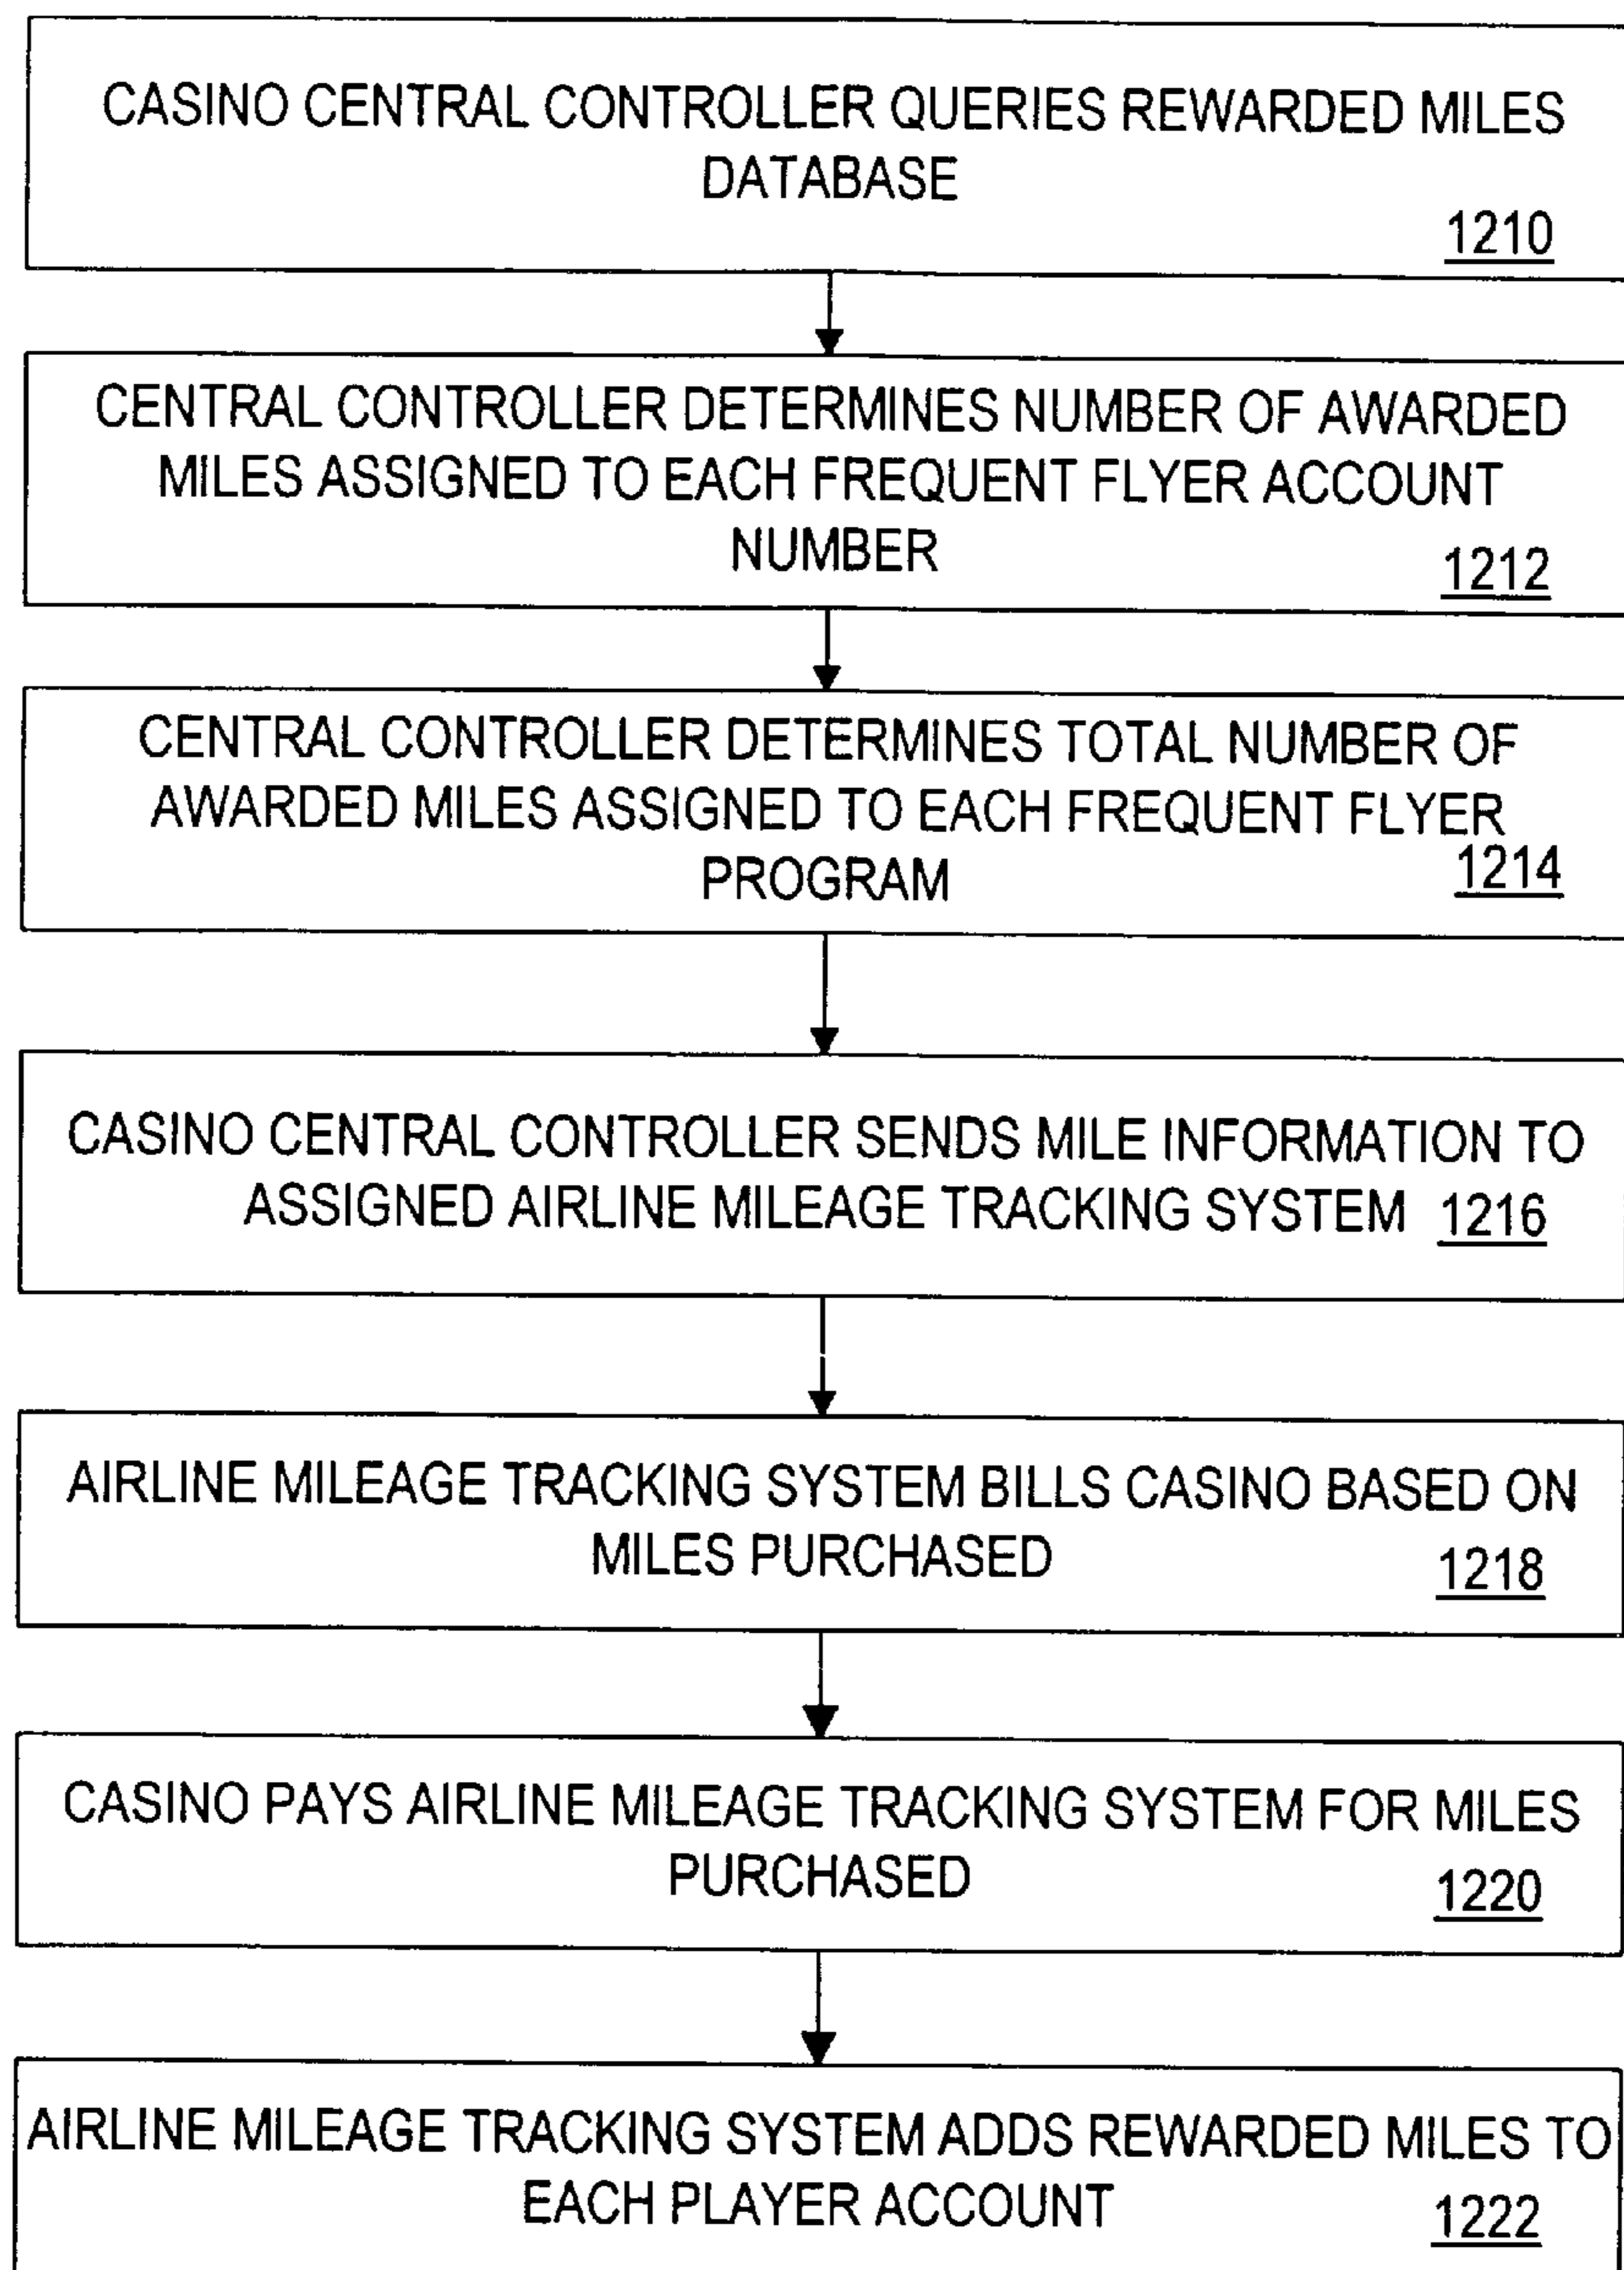 CASINO CENTRAL CONTROLLER QUERIES REWARDED MILES
DATABASE
1210
CENTRAL CONTROLLER DETERMINES NUMBER OF AWARDED
MILES ASSIGNED TO EACH FREQUENT FLYER ACCOUNT
NUMBER
1212
CENTRAL CONTROLLER DETERMINES TOTAL NUMBER OF
AWARDED MILES ASSIGNED TO EACH FREQUENT FLYER
PROGRAM
1214
CASINO CENTRAL CONTROLLER SENDS MILE INFORMATION TO
ASSIGNED AIRLINE MILEAGE TRACKING SYSTEM 1216
AIRLINE MILEAGE TRACKING SYSTEM BILLS CASINO BASED ON
MILES PURCHASED
1218
CASINO PAYS AIRLINE MILEAGE TRACKING SYSTEM FOR MILES
PURCHASED
1220
AIRLINE MILEAGE TRACKING SYSTEM ADDS REWARDED MILES TO
EACH PLAYER ACCOUNT
1222